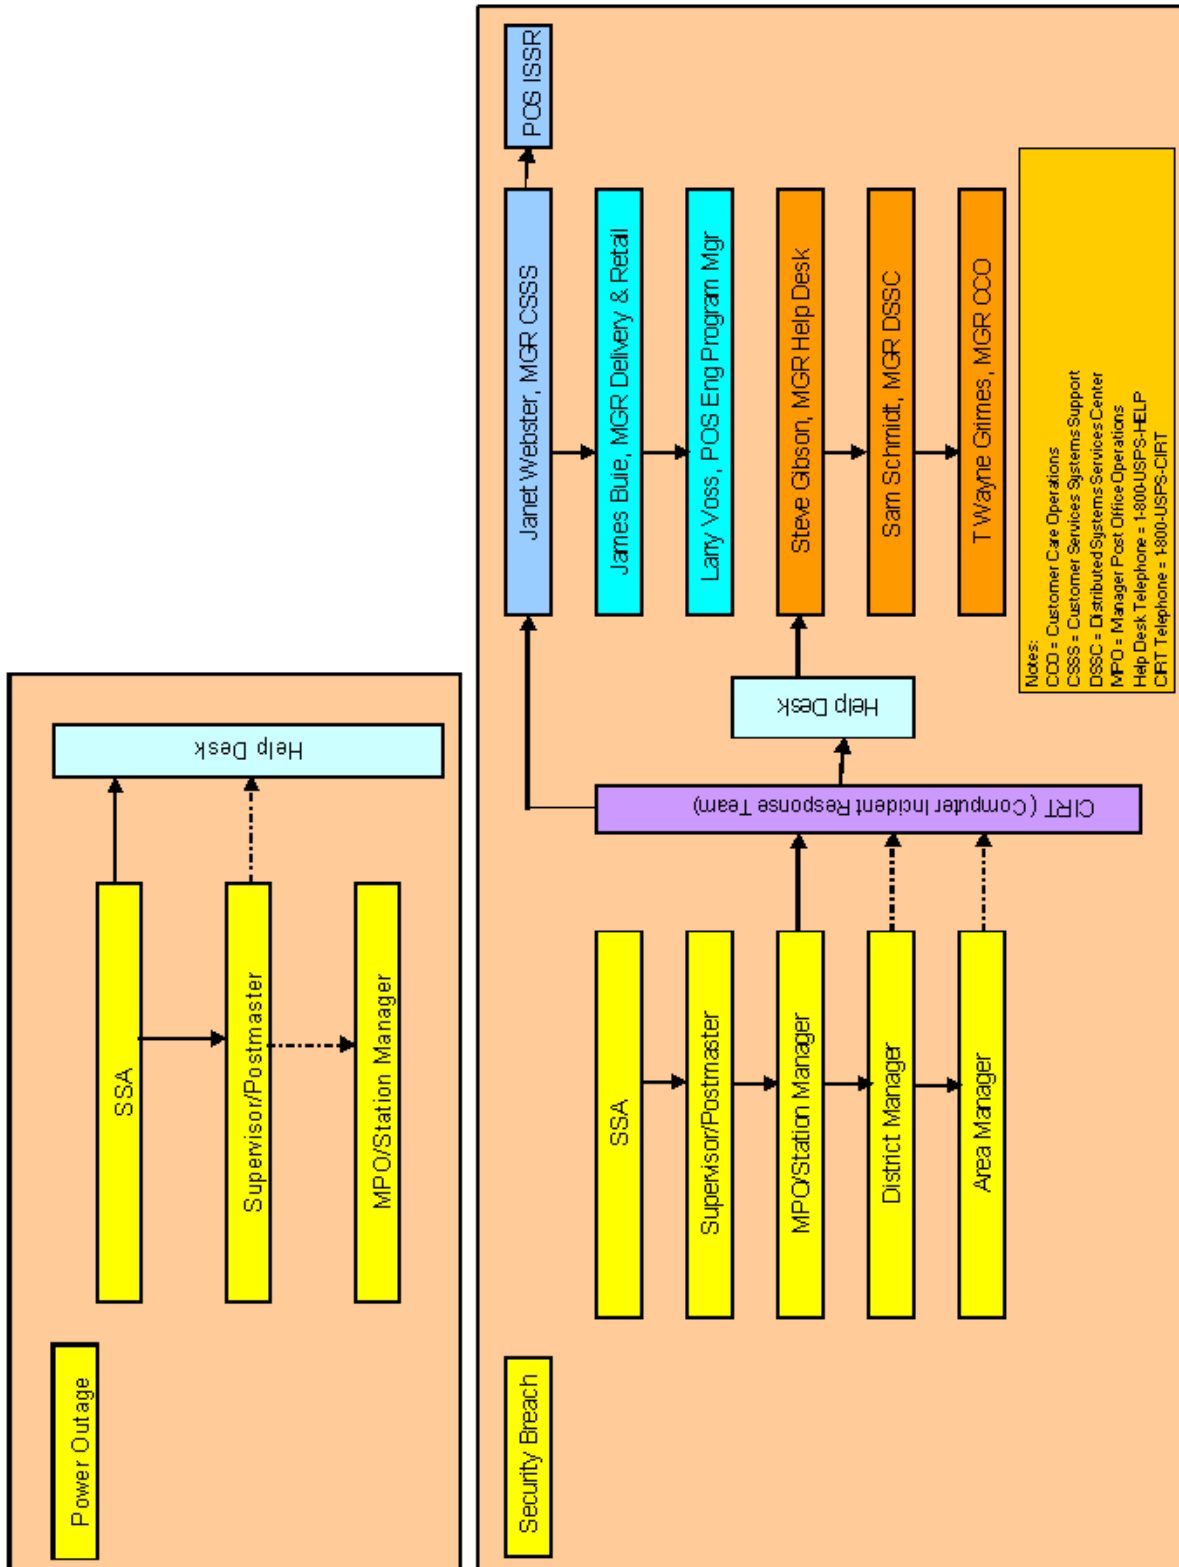 Power Outage
SSA
Supervisor/Postmaster
MPO/Station Manager
Help Desk
Security Breach
SSA
Supervisor/Postmaster
MPO/Station Manager
District Manager
Area Manager
CIRT ( Computer Incident Response Team)
Help Desk
Janet Webster, MGR CSSS
POS ISSR
James Buie, MGR Delivery & Retail
Larry Voss, POS Eng Program Mgr
Steve Gibson, MGR Help Desk
Sam Schmidt, MGR DSSC
T Wayne Grimes, MGR CCO
Notes:
CCO = Customer Care Operations
CSSS = Customer Services Systems Support
DSSC = Distributed Systems Services Center
MPO = Manager Post Office Operations
Help Desk Telephone = 1-800-USPS-HELP
CIRT Telephone = 1-800-USPS-CIRT